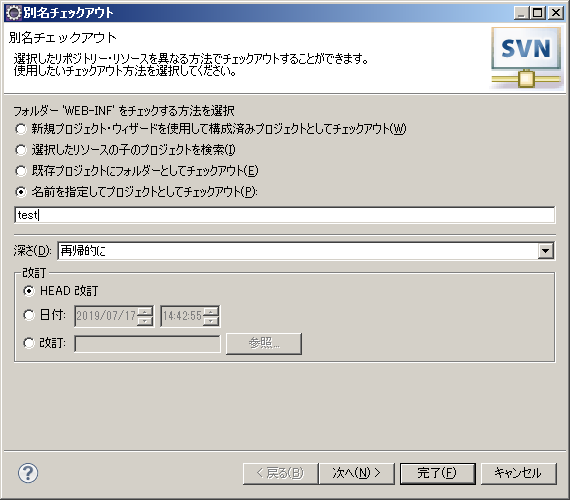 別名チェックアウト
別名チェックアウト
選択したリポジトリー・リソースを異なる方法でチェックアウトすることができます。
使用したいチェックアウト方法を選択してください。
SVN
フォルダー 'WEB-INF' をチェックする方法を選択
新規プロジェクト・ウィザードを使用して構成済みプロジェクトとしてチェックアウト(W)
選択したリソースの子のプロジェクトを検索(I)
既存プロジェクトにフォルダーとしてチェックアウト(E)
名前を指定してプロジェクトとしてチェックアウト(P):
test
深さ(D): 再帰的に
改訂
HEAD 改訂
日付: 2019/07/17 14:42:55
改訂: 参照...
? < 戻る(B) 次へ(N) > 完了(F) キャンセル